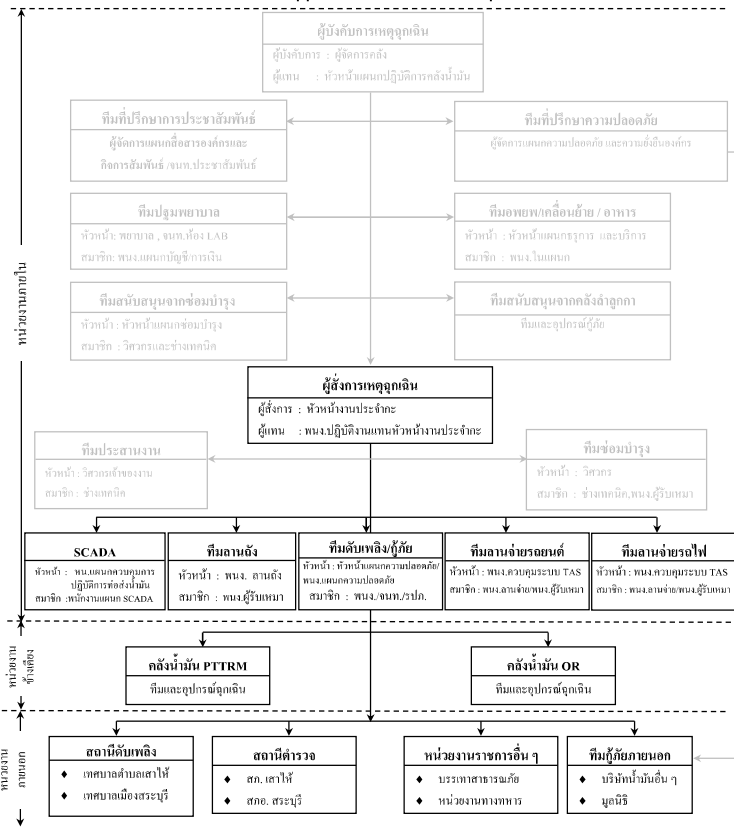 ผู้บังคับการเหตุฉุกเฉิน
ผู้บังคับการ : ผู้จัดการคลัง
ผู้แทน : หัวหน้าแผนกปฏิบัติการคลังน้ำมัน
ทีมที่ปรึกษาการประชาสัมพันธ์
ผู้จัดการแผนกสื่อสารองค์กรและ
กิจการสัมพันธ์ /จนท.ประชาสัมพันธ์
ทีมที่ปรึกษาความปลอดภัย
ผู้จัดการแผนกความปลอดภัย และความยั่งยืนองค์กร
ทีมปฐมพยาบาล
หัวหน้า: พยาบาล , จนท.ห้อง LAB
สมาชิก: พนง.แผนกบัญชี/การเงิน
ทีมอพยพ/เคลื่อนย้าย / อาหาร
หัวหน้า : หัวหน้าแผนกธุรการ และบริการ
สมาชิก : พนง.ในแผนก
หน่วยงานภายใน
ทีมสนับสนุนจากซ่อมบำรุง
หัวหน้า : หัวหน้าแผนกซ่อมบำรุง
สมาชิก : วิศวกรและช่างเทคนิค
ทีมสนับสนุนจากคลังลำลูกกา
ทีมและอุปกรณ์กู้ภัย
ผู้สั่งการเหตุฉุกเฉิน
ผู้สั่งการ : หัวหน้างานประจำกะ
ผู้แทน : พนง.ปฏิบัติงานแทนหัวหน้างานประจำกะ
ทีมประสานงาน
หัวหน้า : วิศวกรเจ้าของงาน
สมาชิก : ช่างเทคนิค
ทีมซ่อมบำรุง
หัวหน้า : วิศวกร
สมาชิก : ช่างเทคนิค,พนง.ผู้รับเหมา
SCADA
หัวหน้า : พน.แผนกควบคุมการ
ปฏิบัติการท่อส่งน้ำมัน
สมาชิก :พนักงานแผนก SCADA
ทีมลานถัง
หัวหน้า : พนง. ลานถัง
สมาชิก : พนง.ผู้รับเหมา
ทีมดับเพลิง/กู้ภัย
หัวหน้า : หัวหน้าแผนกความปลอดภัย/
พนง.แผนกความปลอดภัย
สมาชิก : พนง./จนท./รปภ.
ทีมลานจ่ายรถยนต์
หัวหน้า : พนง.ควบคุมระบบ TAS
สมาชิก : พนง.ลานจ่าย/พนง.ผู้รับเหมา
ทีมลานจ่ายรถไฟ
หัวหน้า : พนง.ควบคุมระบบ TAS
สมาชิก : พนง.ลานจ่าย/พนง.ผู้รับเหมา
หน่วยงาน
ข้างเคียง
คลังน้ำมัน PTTRM
ทีมและอุปกรณ์ฉุกเฉิน
คลังน้ำมัน OR
ทีมและอุปกรณ์ฉุกเฉิน
หน่วยงาน
ภายนอก
สถานีดับเพลิง
♦ เทศบาลตำบลเสาไห้
♦ เทศบาลเมืองสระบุรี
สถานีตำรวจ
♦ สภ. เสาไห้
♦ สภอ. สระบุรี
หน่วยงานราชการอื่น ๆ
♦ บรรเทาสาธารณภัย
♦ หน่วยงานทางทหาร
ทีมกู้ภัยภายนอก
♦ บริษัทน้ำมันอื่น ๆ
♦ มูลนิธิ